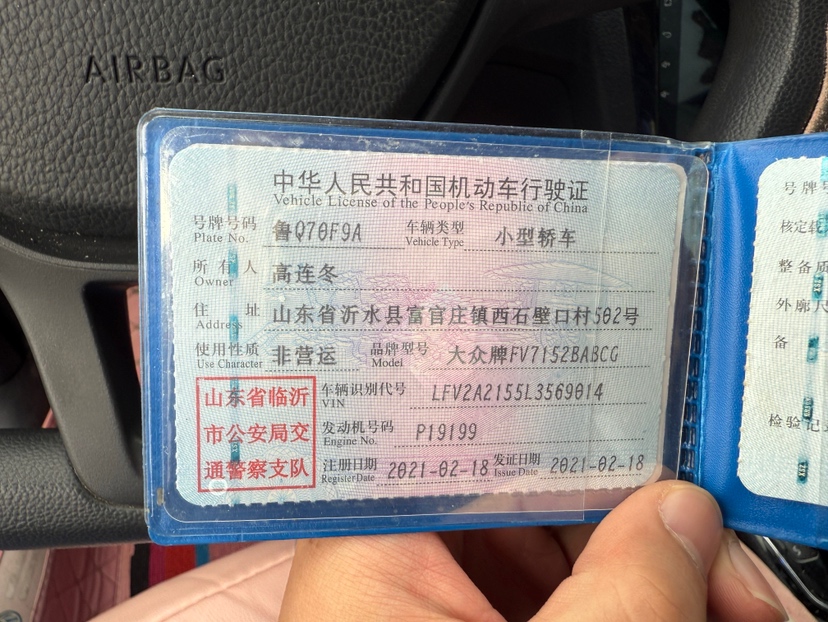 AIRBAG
中华人民共和国机动车行驶证
Vehicle License of the People's Republic of China
号牌号码 鲁Q70F9A 车辆类型 小型轿车
Plate No. Vehicle Type
所有人 高连冬
Owner
住址 山东省沂水县富官庄镇西石壁口村502号
Address
使用性质 非营运 品牌型号 大众牌FV7152BABCG
Use Character Model
山东省临沂
市公安局交
通警察支队
车辆识别代号 LFV2A2155L3569014
VIN
发动机号码 P19199
Engine No.
注册日期 2021-02-18 发证日期 2021-02-18
Register Date Issue Date
号牌
核定载
整备质
外廓尺
备
检验记